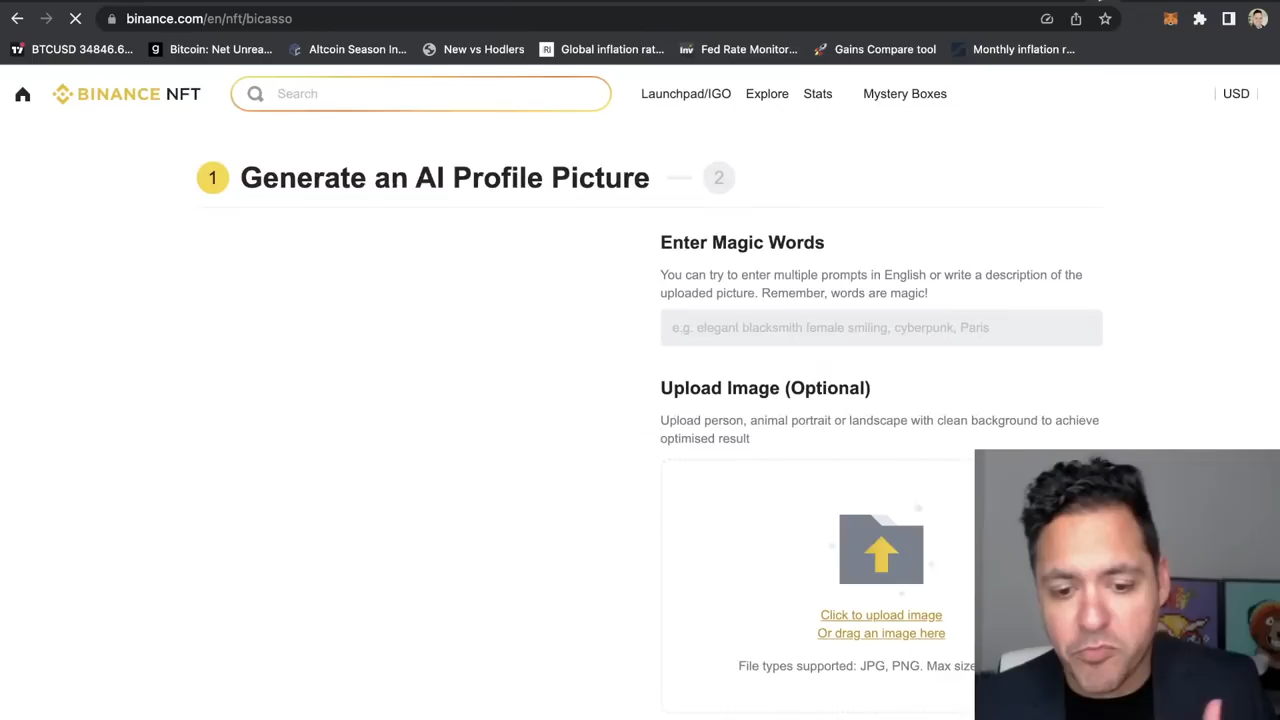 binance.com/en/nft/bicasso
BTCUSD 34846.6...
Bitcoin: Net Unrea...
Altcoin Season In...
New vs Hodlers
Global inflation rat...
Fed Rate Monitor...
Gains Compare tool
Monthly inflation r...
BINANCE NFT
Search
Launchpad/IGO
Explore
Stats
Mystery Boxes
USD
1
Generate an AI Profile Picture
2
Enter Magic Words
You can try to enter multiple prompts in English or write a description of the
uploaded picture. Remember, words are magic!
e.g. elegant blacksmith female smiling, cyberpunk, Paris
Upload Image (Optional)
Upload person, animal portrait or landscape with clean background to achieve
optimised result
Click to upload image
Or drag an image here
File types supported: JPG, PNG. Max size